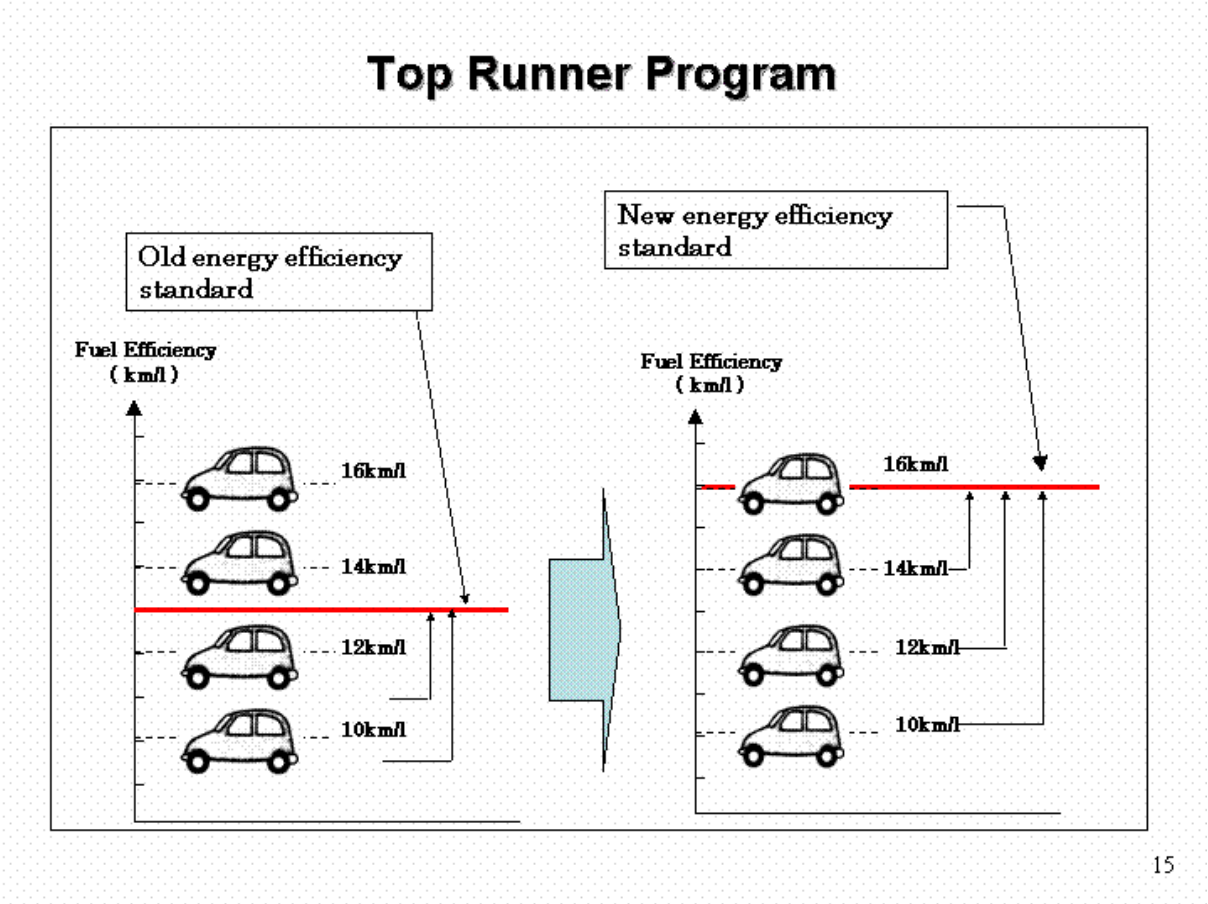 Top Runner Program
Old energy efficiency
standard
Fuel Efficiency
( km/l )
16km/l
14km/l
12km/l
10km/l
New energy efficiency
standard
Fuel Efficiency
( km/l )
16km/l
14km/l
12km/l
10km/l
15